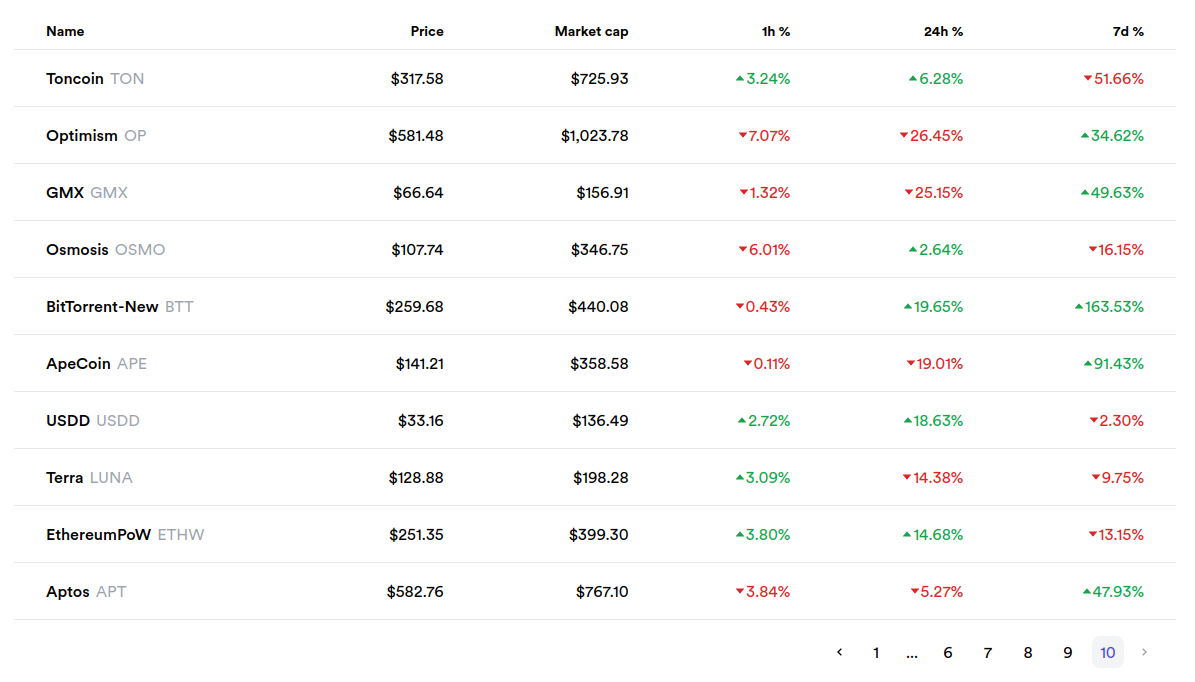 Name Price Market cap 1h % 24h % 7d %
Toncoin TON $317.58 $725.93 3.24% 6.28% 51.66%
Optimism OP $581.48 $1,023.78 7.07% 26.45% 34.62%
GMX GMX $66.64 $156.91 1.32% 25.15% 49.63%
Osmosis OSMO $107.74 $346.75 6.01% 2.64% 16.15%
BitTorrent-New BTT $259.68 $440.08 0.43% 19.65% 163.53%
ApeCoin APE $141.21 $358.58 0.11% 19.01% 91.43%
USDD USDD $33.16 $136.49 2.72% 18.63% 2.30%
Terra LUNA $128.88 $198.28 3.09% 14.38% 9.75%
EthereumPoW ETHW $251.35 $399.30 3.80% 14.68% 13.15%
Aptos APT $582.76 $767.10 3.84% 5.27% 47.93%
1 ... 6 7 8 9 10